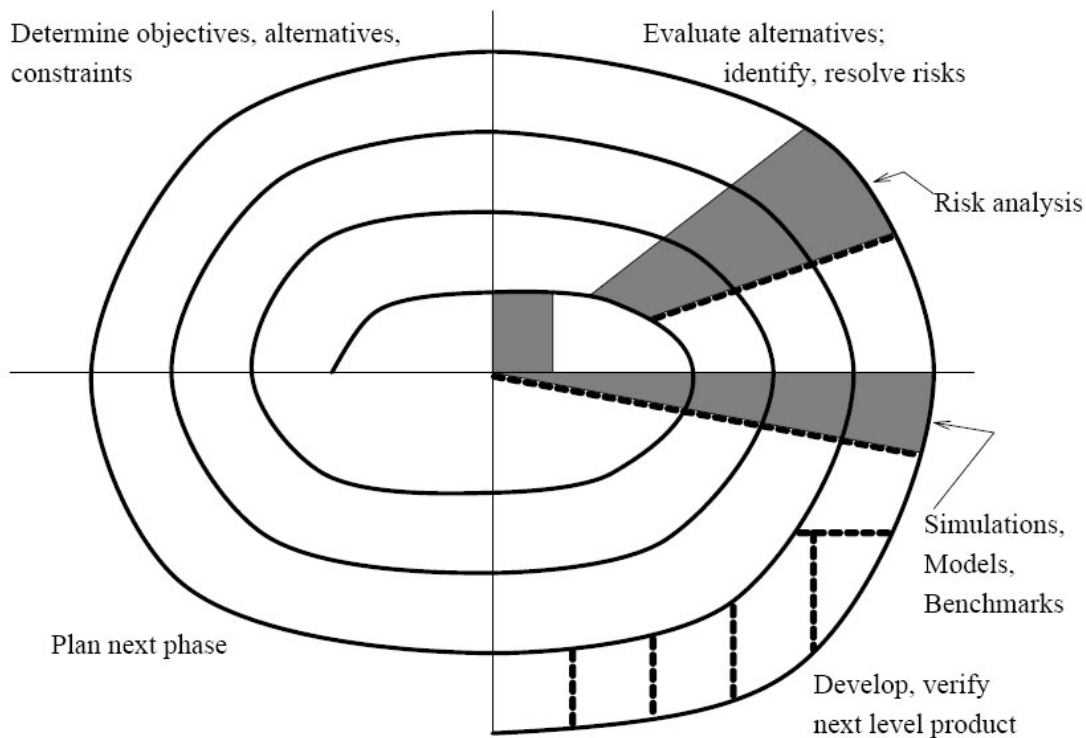 Determine objectives, alternatives,
constraints
Evaluate alternatives;
identify, resolve risks
Risk analysis
Simulations,
Models,
Benchmarks
Plan next phase
Develop, verify
next level product